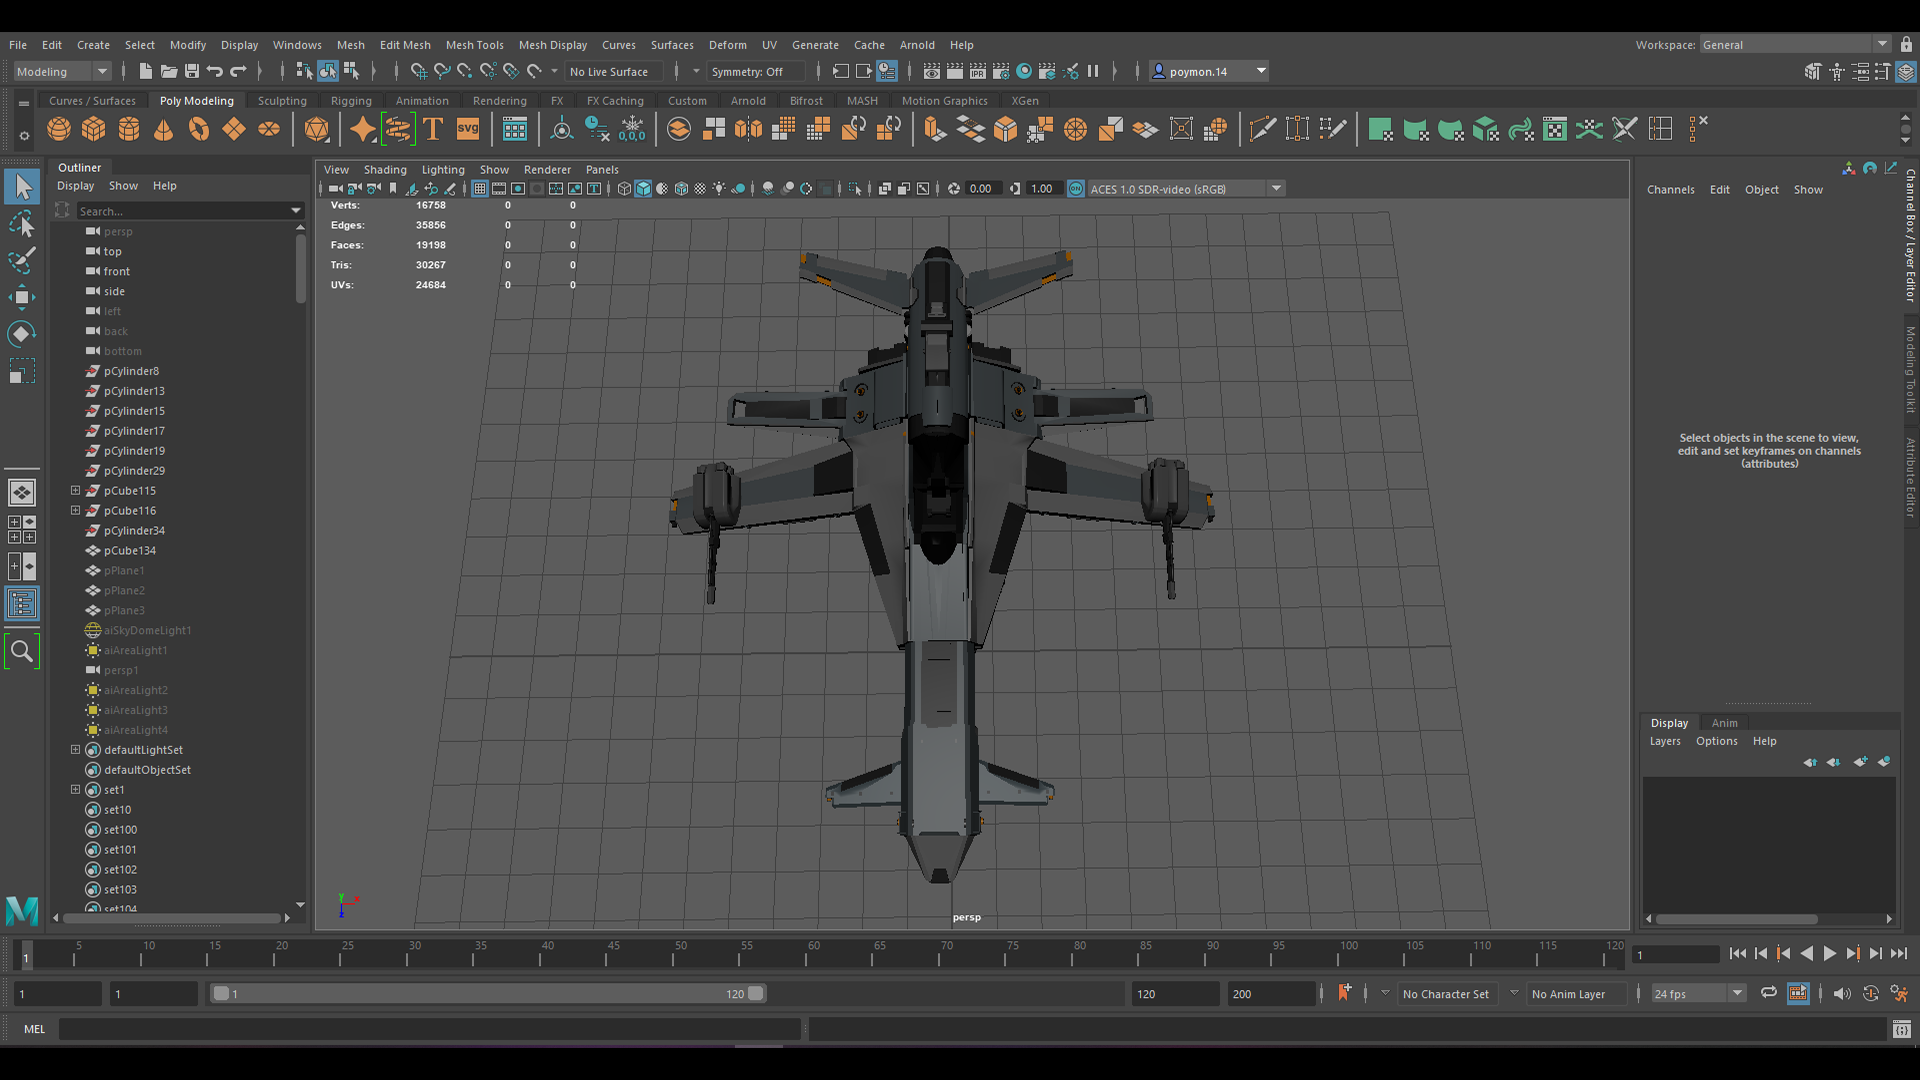 File Edit Create Select Modify Display Windows Mesh Edit Mesh Mesh Tools Mesh Display Curves Surfaces Deform UV Generate Cache Arnold Help Workspace: General
Modeling No Live Surface Symmetry: Off IPR poymon.14
Curves / Surfaces Poly Modeling Sculpting Rigging Animation Rendering FX FX Caching Custom Arnold Bifrost MASH Motion Graphics XGen
T SVG 0,0,0
Outliner
Display Show Help
Search...
persp
top
front
side
left
back
bottom
pCylinder8
pCylinder13
pCylinder15
pCylinder17
pCylinder19
pCylinder29
pCube115
pCube116
pCylinder34
pCube134
pPlane1
pPlane2
pPlane3
aiSkyDomeLight1
aiAreaLight1
persp1
aiAreaLight2
aiAreaLight3
aiAreaLight4
defaultLightSet
defaultObjectSet
set1
set10
set100
set101
set102
set103
set104
View Shading Lighting Show Renderer Panels
0.00 1.00 ON ACES 1.0 SDR-video (sRGB)
Verts: 16758 0 0
Edges: 35856 0 0
Faces: 19198 0 0
Tris: 30267 0 0
UVs: 24684 0 0
y x
z
persp
Channels Edit Object Show
Select objects in the scene to view,
edit and set keyframes on channels
(attributes)
Channel Box / Layer Editor
Modeling Toolkit
Attribute Editor
Display Anim
Layers Options Help
1 5 10 15 20 25 30 35 40 45 50 55 60 65 70 75 80 85 90 95 100 105 110 115 120 1
1 1 1 120 120 200 No Character Set No Anim Layer 24 fps
MEL